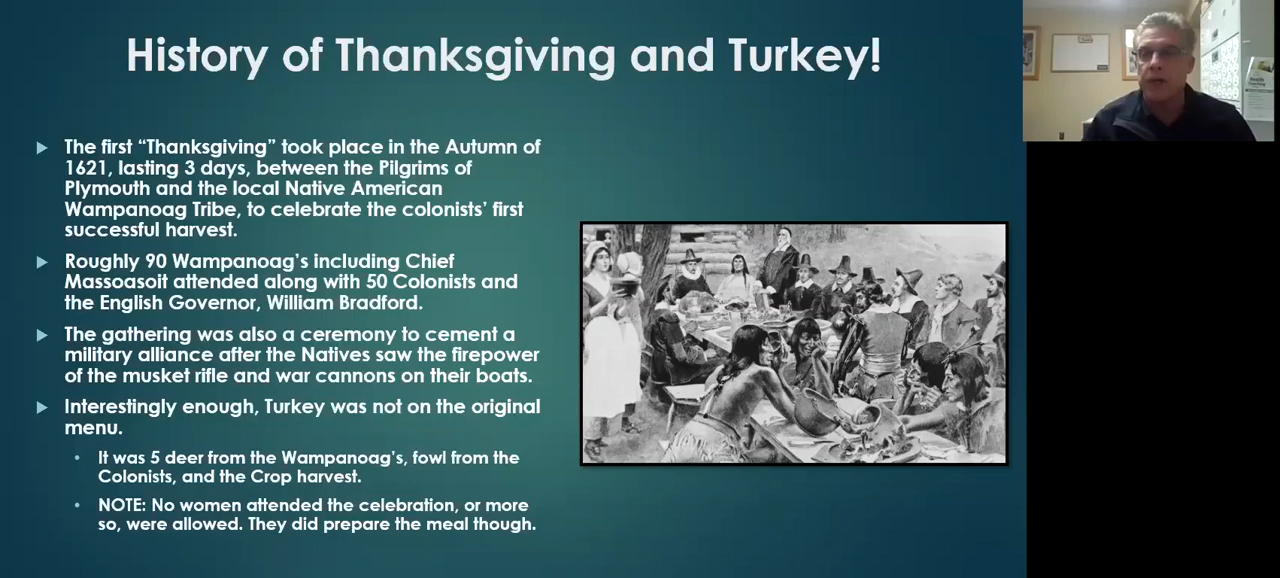 History of Thanksgiving and Turkey!
The first “Thanksgiving” took place in the Autumn of
1621, lasting 3 days, between the Pilgrims of
Plymouth and the local Native American
Wampanoag Tribe, to celebrate the colonists’ first
successful harvest.
Roughly 90 Wampanoag’s including Chief
Massoasoit attended along with 50 Colonists and
the English Governor, William Bradford.
The gathering was also a ceremony to cement a
military alliance after the Natives saw the firepower
of the musket rifle and war cannons on their boats.
Interestingly enough, Turkey was not on the original
menu.
It was 5 deer from the Wampanoag’s, fowl from the
Colonists, and the Crop harvest.
NOTE: No women attended the celebration, or more
so, were allowed. They did prepare the meal though.